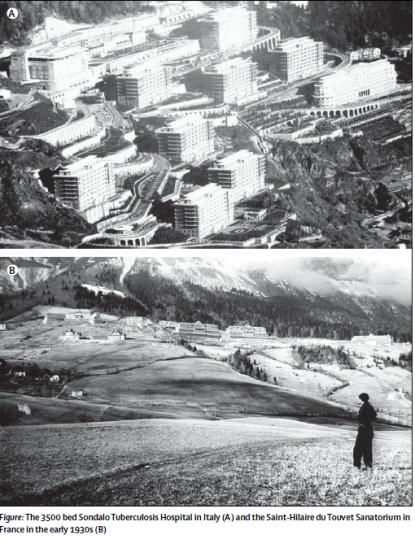 A
B
Figure: The 3500 bed Sondalo Tuberculosis Hospital in Italy (A) and the Saint-Hilaire du Touvet Sanatorium in
France in the early 1930s (B)